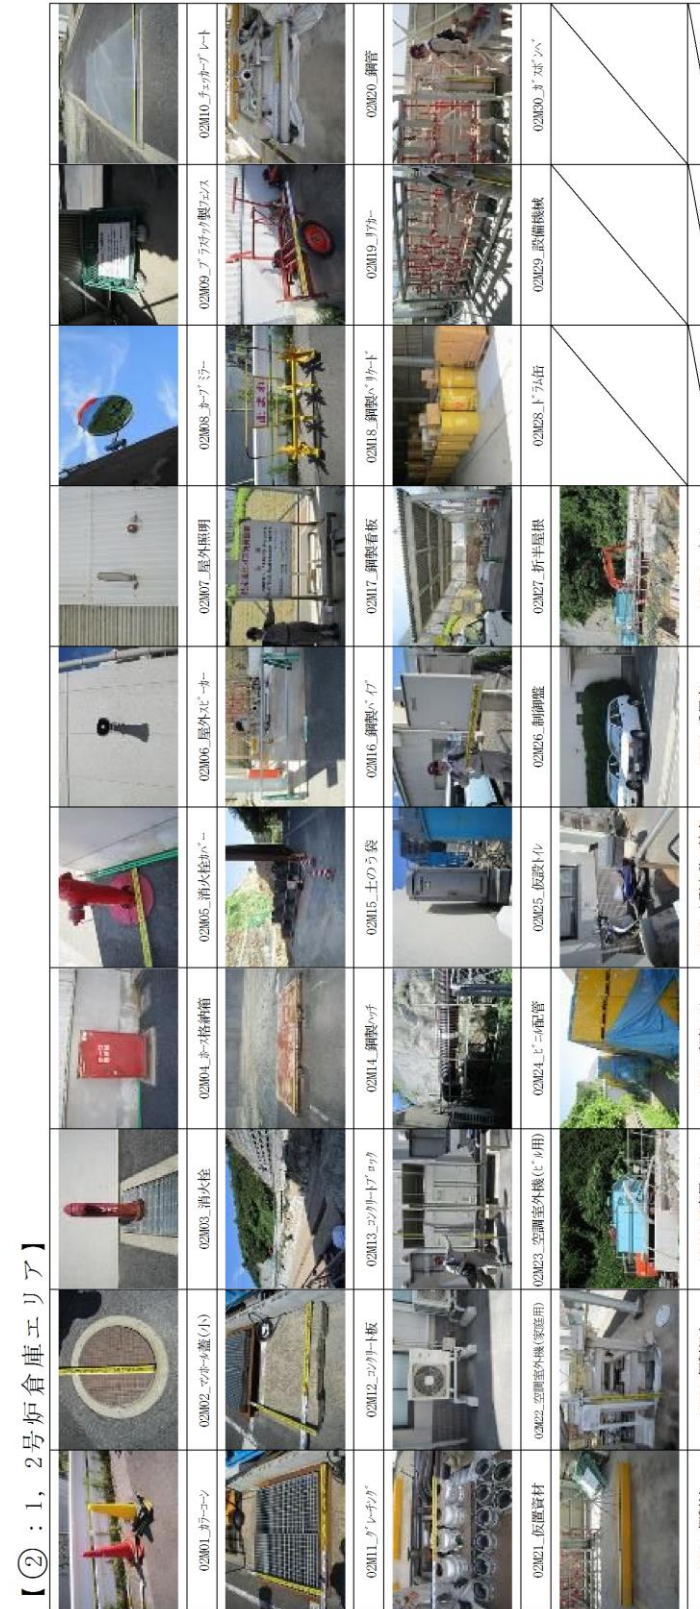 【②：1，2号炉倉庫エリア】
02M01_ｶﾗｰｺｰﾝ
02M02_ﾏﾝﾎｰﾙ蓋(小)
02M03_消火栓
02M04_ﾎｰｽ格納箱
02M05_消火栓ｶﾊﾞｰ
02M06_屋外ｽﾋﾟｰｶｰ
02M07_屋外照明
02M08_ｶｰﾌﾞﾐﾗｰ
02M09_ﾌﾟﾗｽﾁｯｸ製ﾌｪﾝｽ
02M10_ﾁｪｯｶｰﾌﾟﾚｰﾄ
02M11_ｸﾞﾚｰﾁﾝｸﾞ
02M12_ｺﾝｸﾘｰﾄ板
02M13_ｺﾝｸﾘｰﾄﾌﾞﾛｯｸ
02M14_鋼製ﾊｯﾁ
02M15_土のう袋
02M16_鋼製ﾊﾟｲﾌﾟ
02M17_鋼製看板
02M18_鋼製ﾊﾞﾘｹｰﾄﾞ
02M19_ﾘｱｶｰ
02M20_鋼管
02M21_仮置資材
02M22_空調室外機(家庭用)
02M23_空調室外機(ﾋﾞﾙ用)
02M24_ﾋﾞﾆﾙ配管
02M25_仮設ﾄｲﾚ
02M26_制御盤
02M27_折半屋根
02M28_ﾄﾞﾗﾑ缶
02M29_設備機械
02M30_ｶﾞｽﾎﾞﾝﾍﾞ